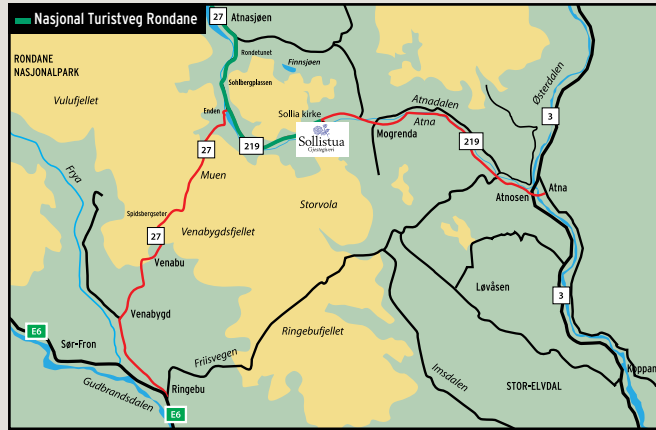 Nasjonal Turistveg Rondane
27
Atnasjøen
Rondetunet
Finnsjøen
RONDANE
NASJONALPARK
Vulufjellet
Sohlbergplassen
Østerdalen
Enden
Sollia kirke
Atnadalen
Atna
3
Sollistua
Gjestegiveri
Mogrenda
219
219
27
Muen
Frya
Storvola
Atna
Atnosen
Spidsbergseter
27
Venabygdsfjellet
Venabu
Løvåsen
3
Venabygd
E6
Sør-Fron
Ringebufjellet
Friisvegen
Imsdalen
Koppang
Gudbrandsdalen
Ringebu
STOR-ELVDAL
E6